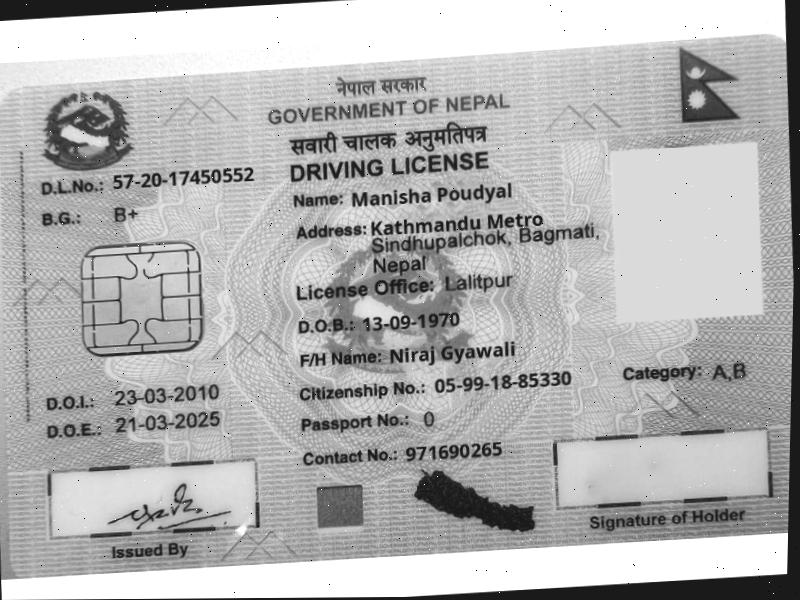 नेपाल सरकार
GOVERNMENT OF NEPAL
सवारी चालक अनुमतिपत्र
DRIVING LICENSE
D.L.No.: 57-20-17450552
B.G.: B+
Name: Manisha Poudyal
Address: Kathmandu Metro
Sindhupalchok, Bagmati,
Nepal
License Office: Lalitpur
D.O.B.: 13-09-1970
F/H Name: Niraj Gyawali
Citizenship No.: 05-99-18-85330
Category: A,B
D.O.I.: 23-03-2010
Passport No.: 0
D.O.E.: 21-03-2025
Contact No.: 971690265
Issued By
Signature of Holder